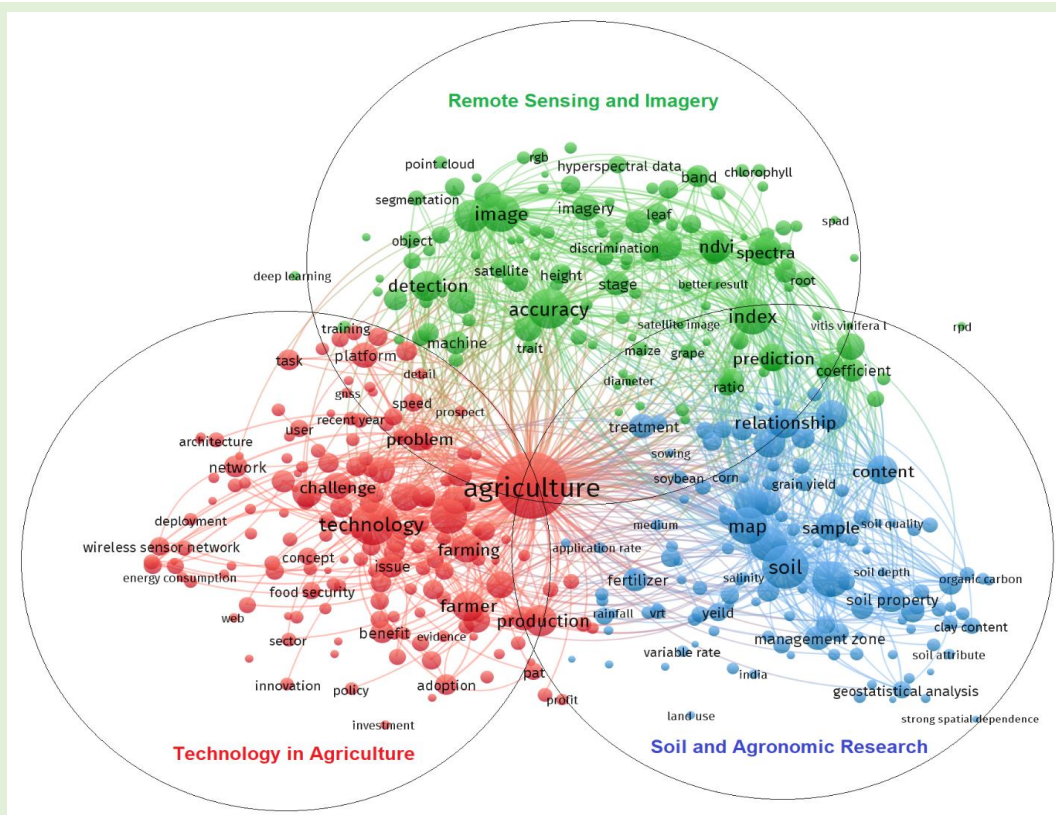 Remote Sensing and Imagery
point cloud
rgb
hyperspectral data
band
chlorophyll
segmentation
image
imagery
leaf
spad
object
discrimination
ndvi
spectra
deep learning
detection
satellite
height
stage
better result
root
accuracy
index
training
satellite image
vitis vinifera l
rpd
machine
trait
maize
grape
prediction
task
platform
detail
diameter
ratio
coefficient
gnss
speed
prospect
recent year
user
problem
treatment
relationship
architecture
network
sowing
content
challenge
agriculture
soybean
corn
grain yield
deployment
technology
medium
map
sample
soil quality
wireless sensor network
farming
application rate
energy consumption
concept
issue
fertilizer
salinity
soil
soil depth
organic carbon
food security
farmer
production
rainfall
vrt
yeild
soil property
web
benefit
evidence
management zone
clay content
sector
variable rate
soil attribute
innovation
policy
adoption
pat
india
geostatistical analysis
profit
investment
land use
strong spatial dependence
Technology in Agriculture
Soil and Agronomic Research